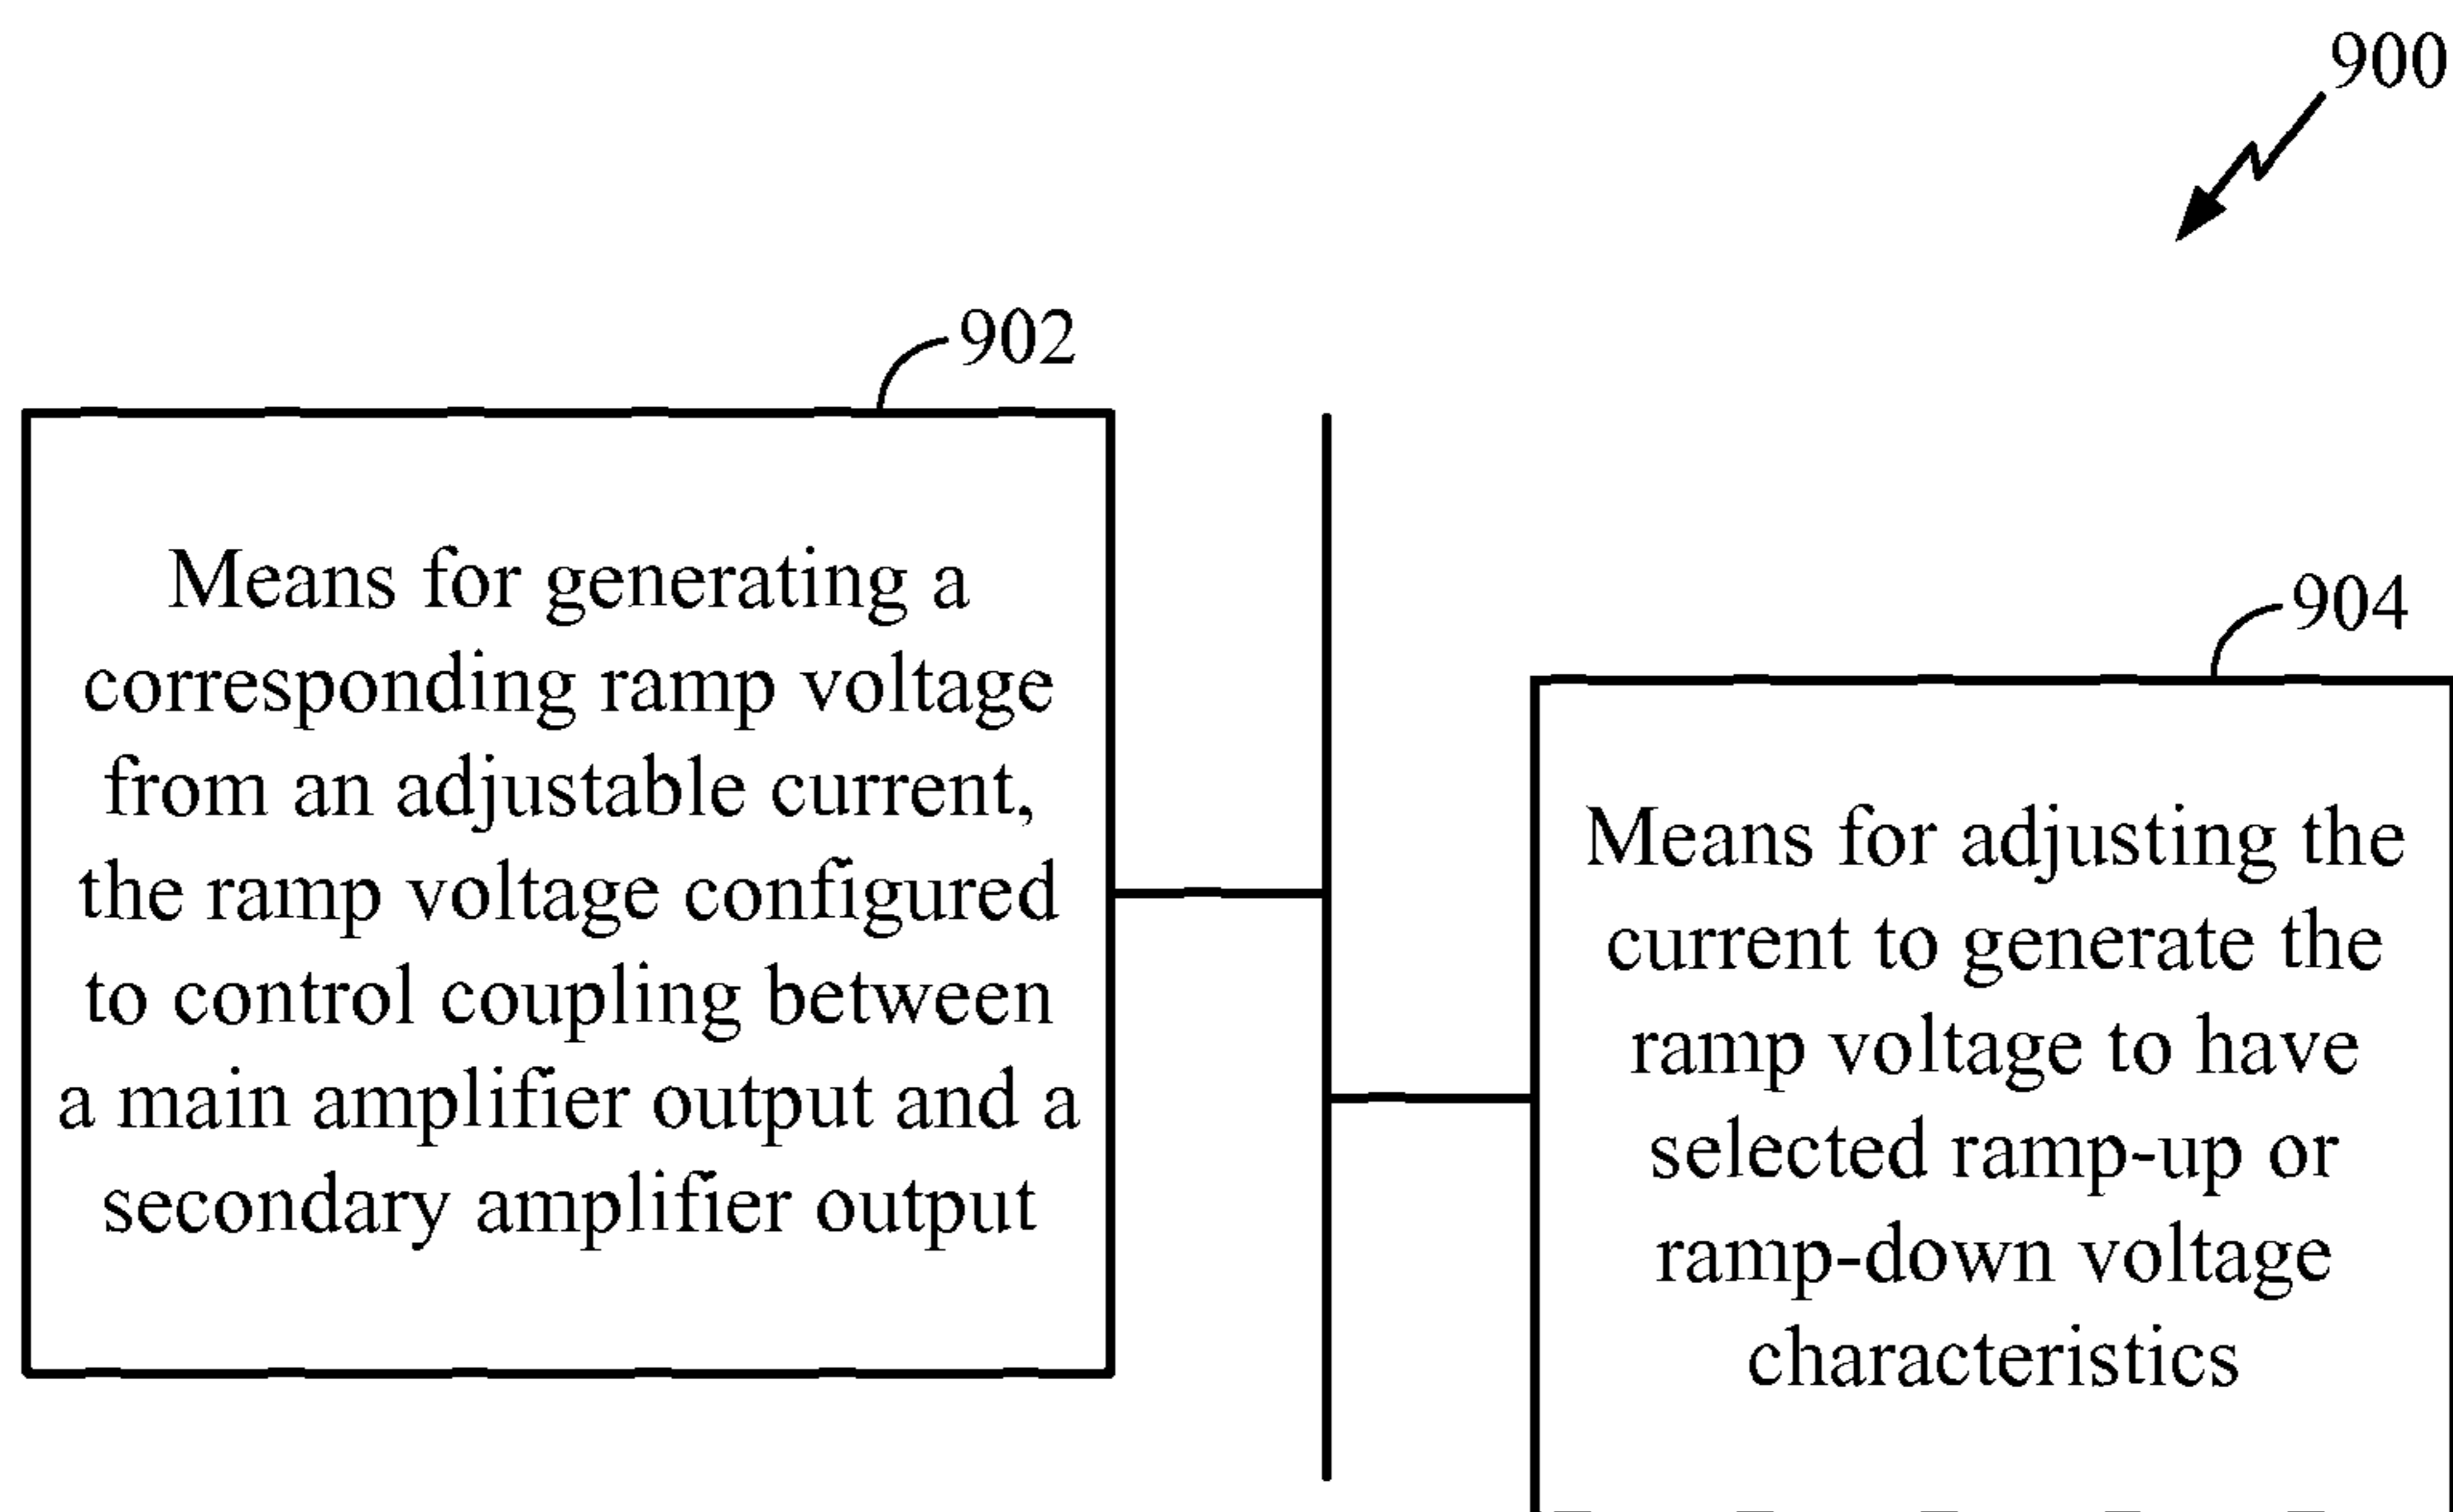 900
902
Means for generating a
corresponding ramp voltage
from an adjustable current,
the ramp voltage configured
to control coupling between
a main amplifier output and a
secondary amplifier output
904
Means for adjusting the
current to generate the
ramp voltage to have
selected ramp-up or
ramp-down voltage
characteristics